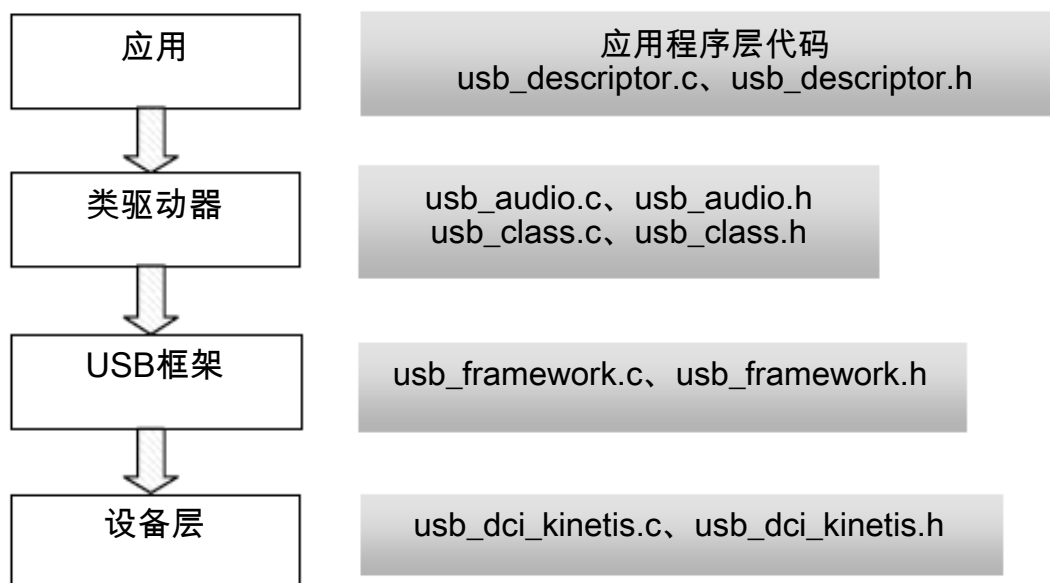 应用
应用程序层代码
usb_descriptor.c、usb_descriptor.h
类驱动器
usb_audio.c、usb_audio.h
usb_class.c、usb_class.h
USB框架
usb_framework.c、usb_framework.h
设备层
usb_dci_kinetis.c、usb_dci_kinetis.h